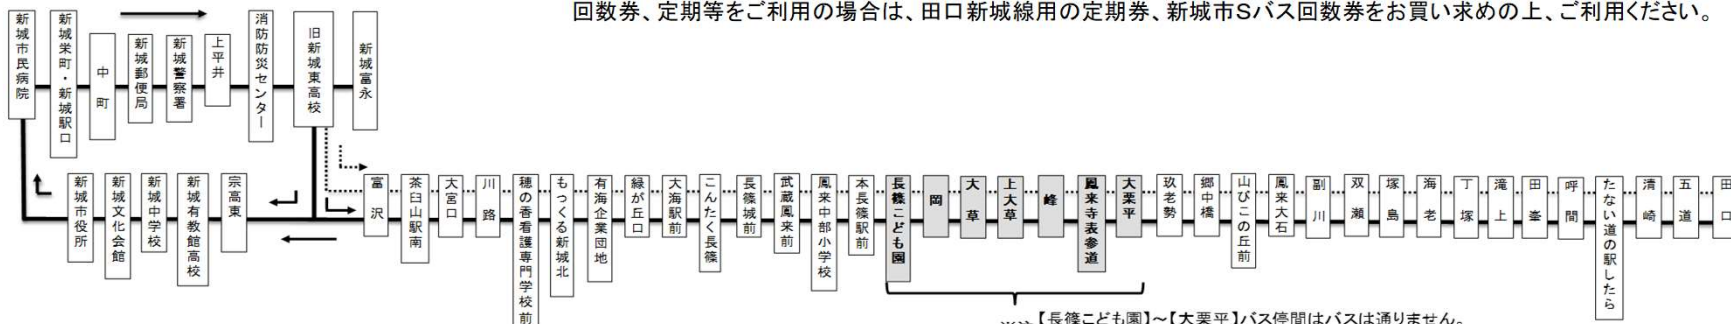 回数券、定期等をご利用の場合は、田口新城線用の定期券、新城市Sバス回数券をお買い求めの上、ご利用ください。
新城市民病院
新城栄町・新城駅口
中町
新城郵便局
新城警察署
上平井
消防防災センター
旧新城東高校
新城富永
新城市役所
新城文化会館
新城中学校
新城有教館高校
宗高東
富沢
茶臼山駅南
大宮口
川路
穂の香看護専門学校前
もっくる新城北
有海企業団地
緑が丘口
大海駅前
こんたく長篠
長篠城前
武蔵鳳来前
鳳来中部小学校
本長篠駅前
長篠こども園
岡
大草
上大草
峰
鳳来寺表参道
大栗平
玖老勢
郷中橋
山びこの丘前
鳳来大石
副川
双瀬
塚島
海老
丁塚
滝上
田峯
呼間
たない道の駅したら
清崎
五道
田口
【長篠こども園】~【大栗平】バス停間はバスは通りません。